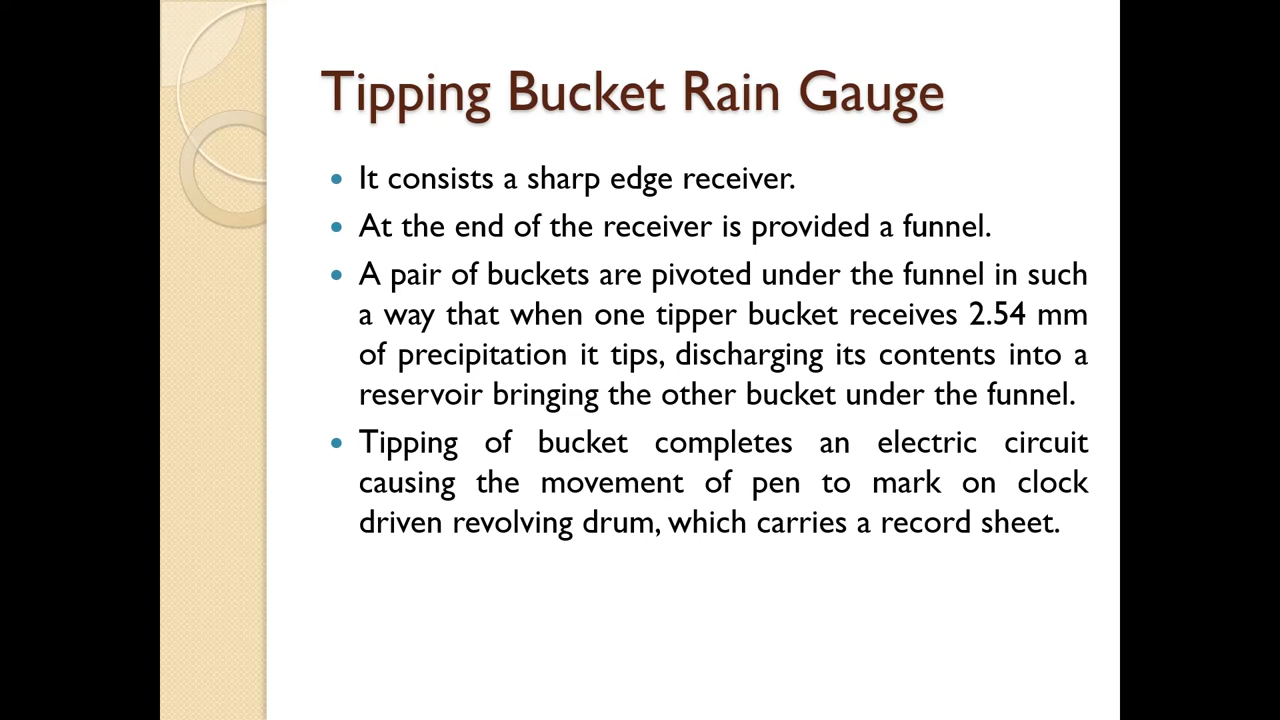 Tipping Bucket Rain Gauge
• It consists a sharp edge receiver.
• At the end of the receiver is provided a funnel.
• A pair of buckets are pivoted under the funnel in such
a way that when one tipper bucket receives 2.54 mm
of precipitation it tips, discharging its contents into a
reservoir bringing the other bucket under the funnel.
• Tipping of bucket completes an electric circuit
causing the movement of pen to mark on clock
driven revolving drum, which carries a record sheet.